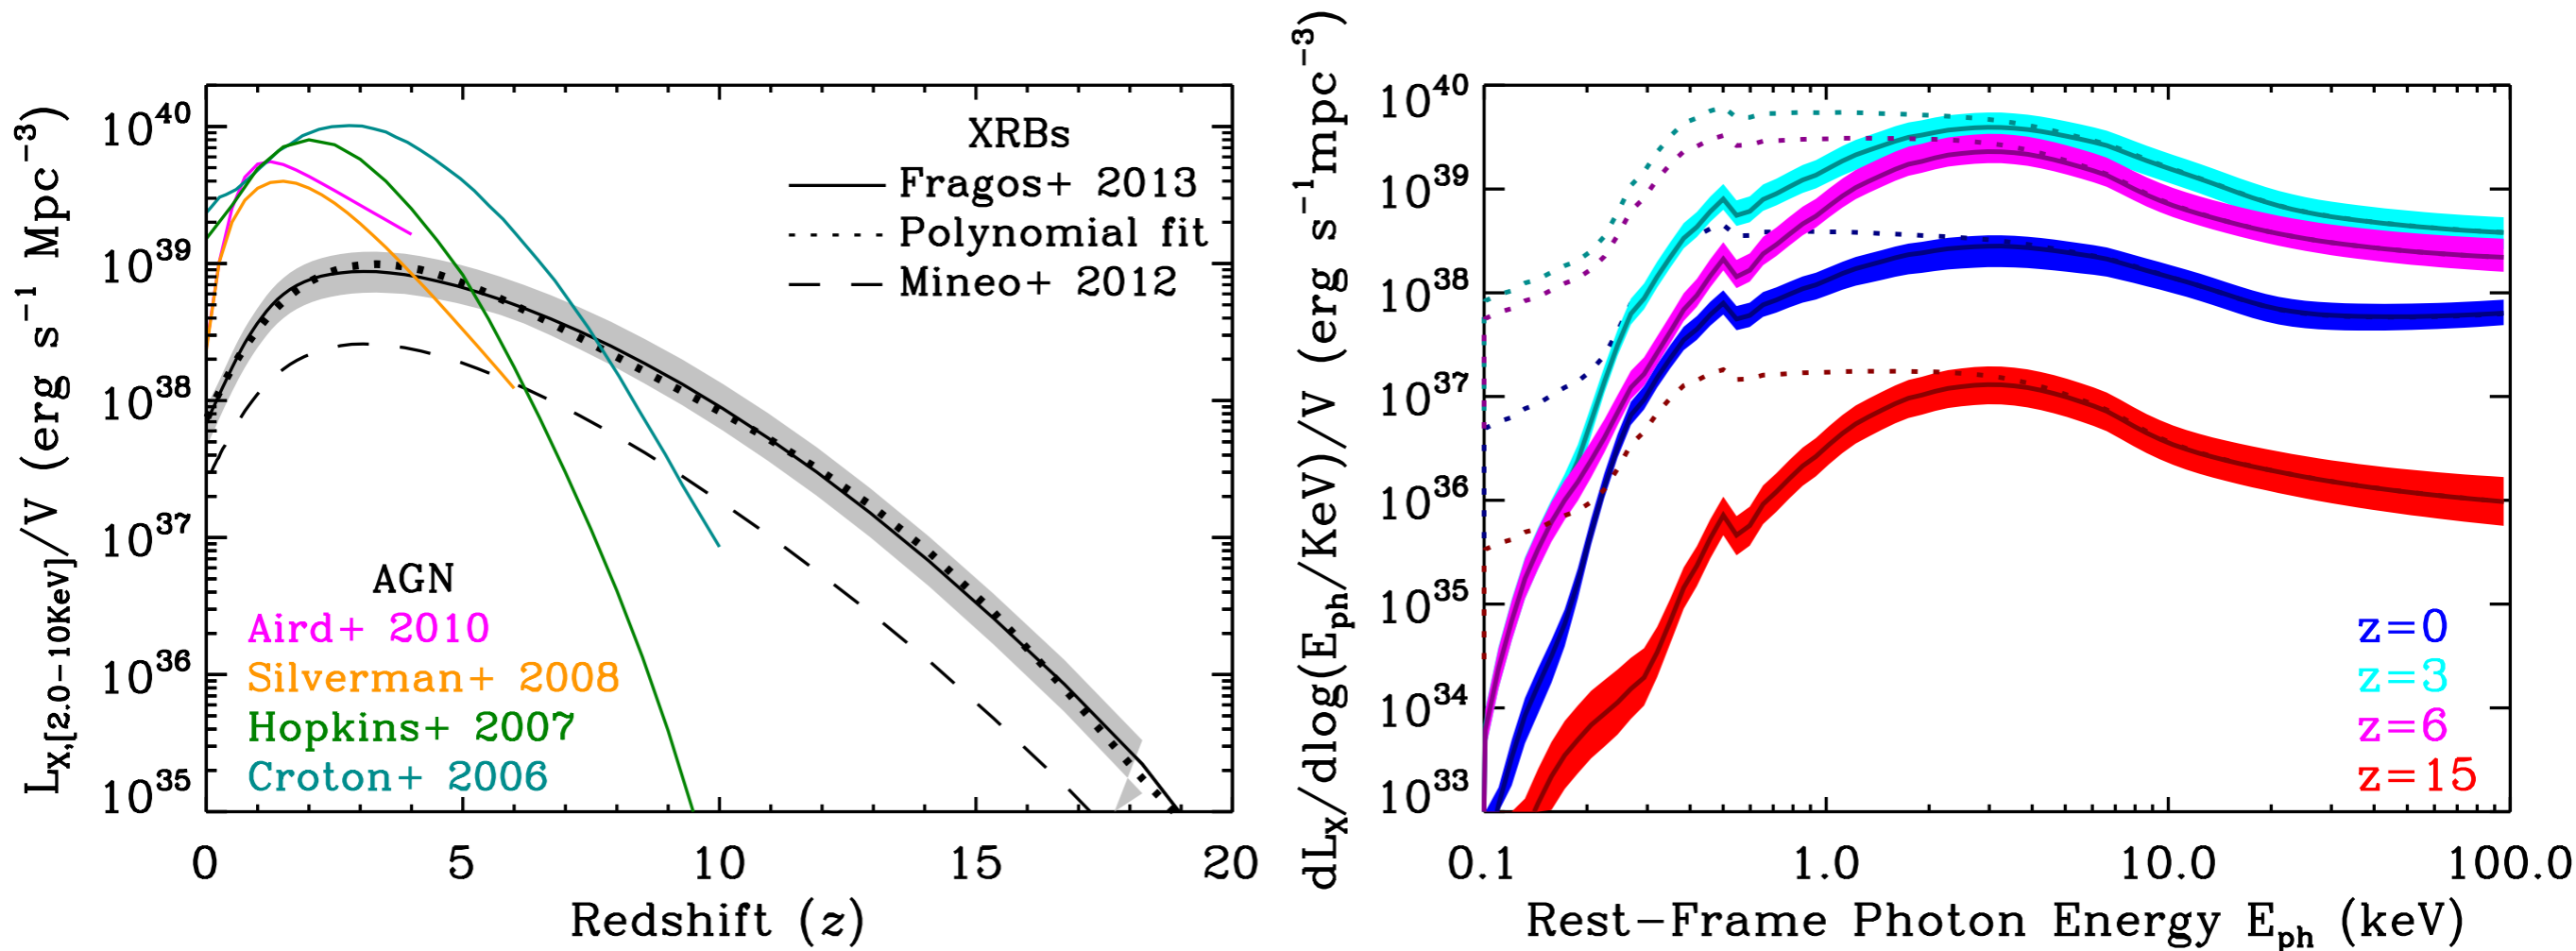 L_X,[2.0-10Kev]/V (erg s^-1 Mpc^-3)
10^40
10^39
10^38
10^37
10^36
10^35
XRBs
Fragos+ 2013
Polynomial fit
Mineo+ 2012
AGN
Aird+ 2010
Silverman+ 2008
Hopkins+ 2007
Croton+ 2006
0 5 10 15 20
Redshift (z)
dL_X/dlog(E_ph/KeV)/V (erg s^-1 mpc^-3)
10^40
10^39
10^38
10^37
10^36
10^35
10^34
10^33
z=0
z=3
z=6
z=15
0.1 1.0 10.0 100.0
Rest-Frame Photon Energy E_ph (keV)